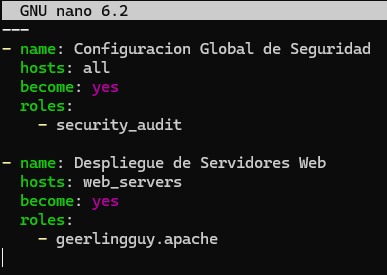 GNU nano 6.2
---
- name: Configuracion Global de Seguridad
  hosts: all
  become: yes
  roles:
    - security_audit

- name: Despliegue de Servidores Web
  hosts: web_servers
  become: yes
  roles:
    - geerlingguy.apache